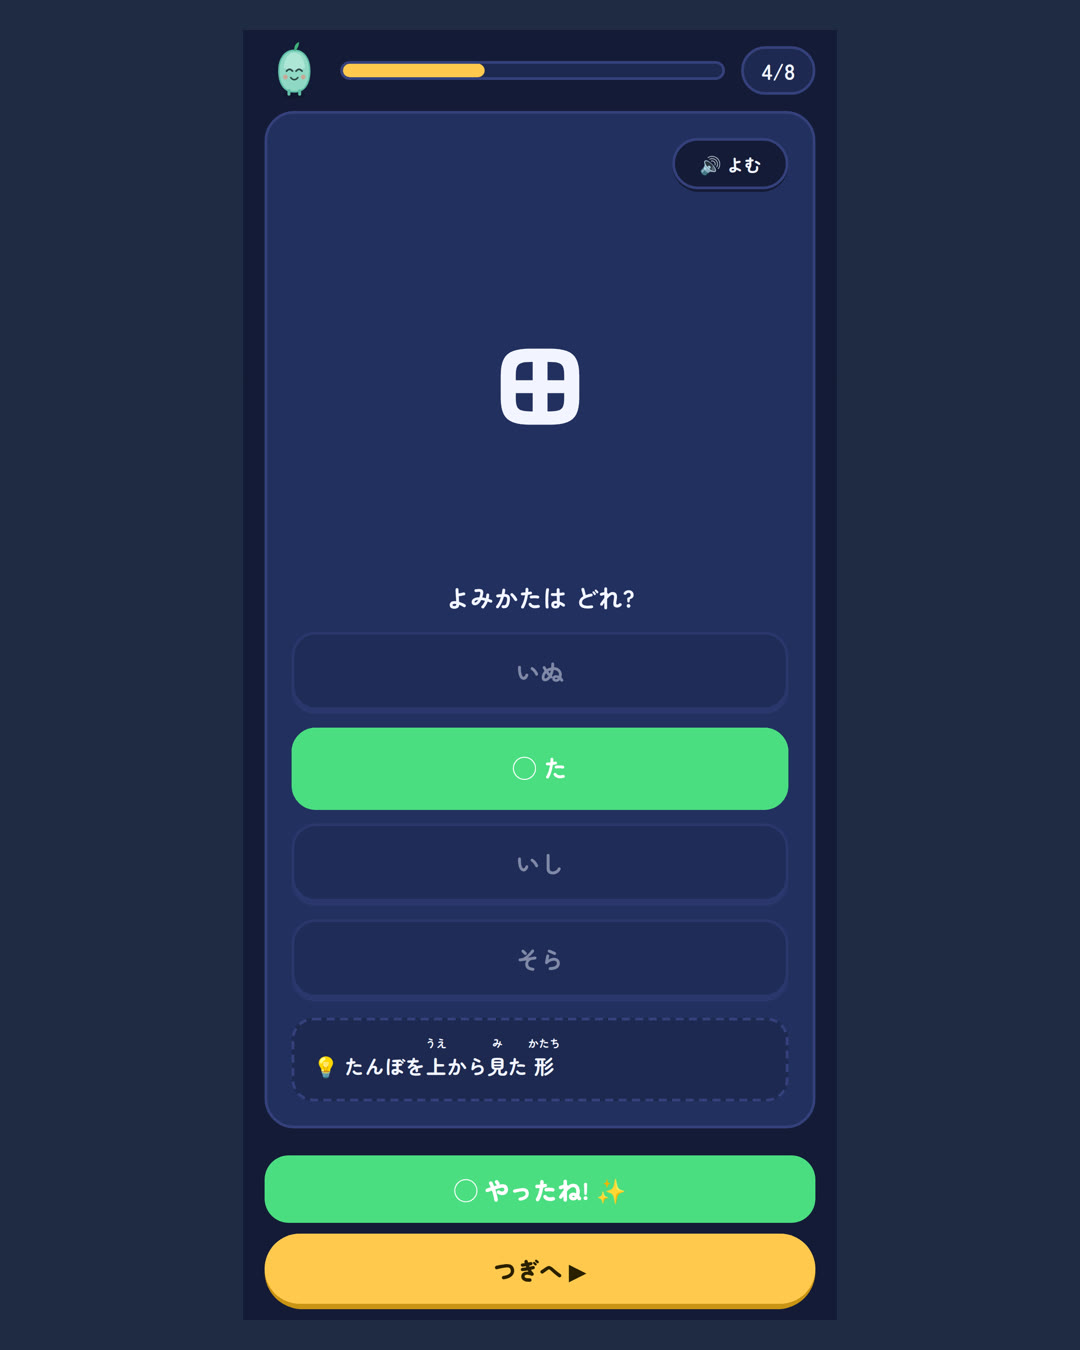 4/8
🔊 よむ
田
よみかたは どれ?
いぬ
◯ た
いし
そら
💡 たんぼを上から見た 形
うえ み かたち
◯ やったね! ✨
つぎへ ▶